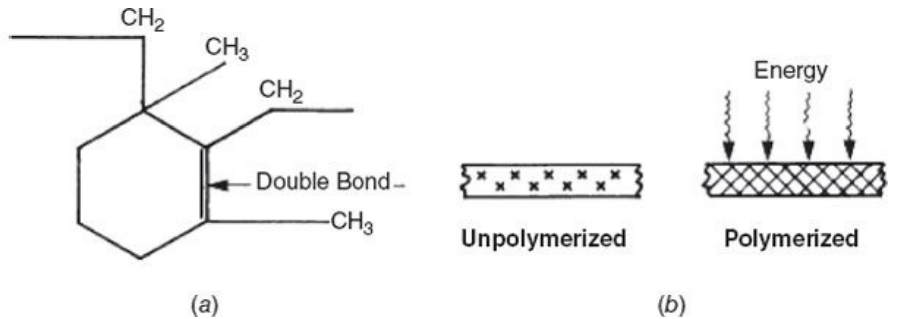 CH2
CH3
CH2
Double Bond
CH3
(a)
Energy
Unpolymerized
Polymerized
(b)